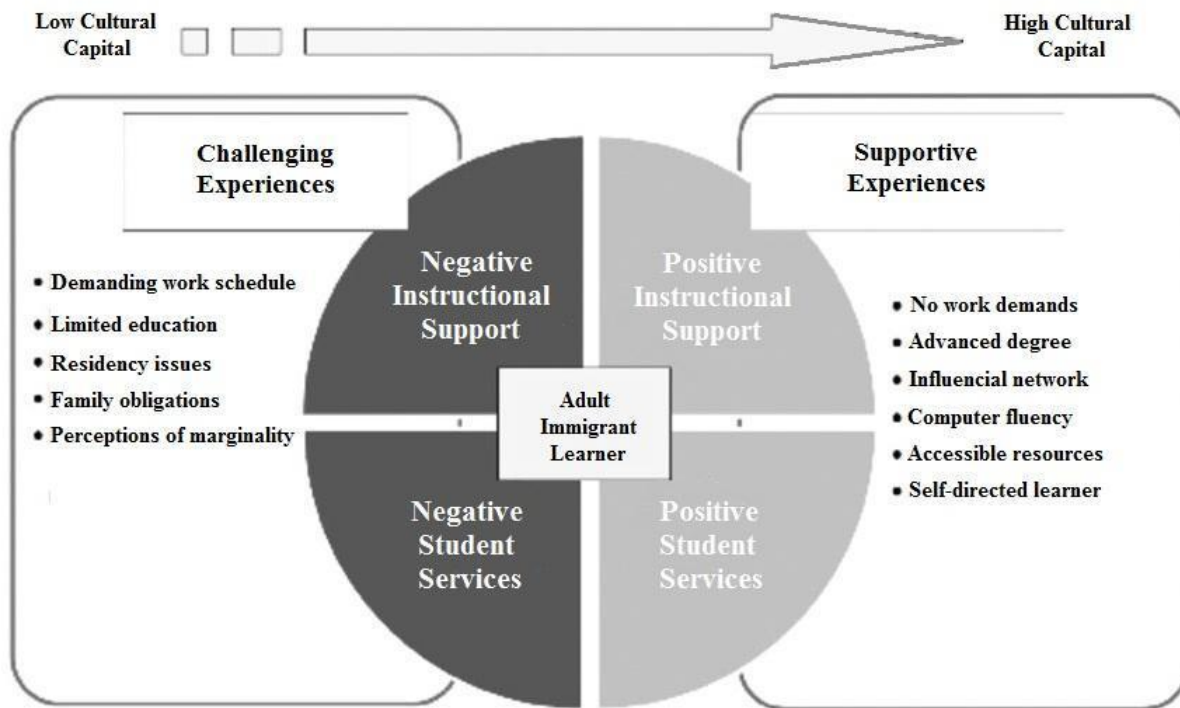 Low Cultural
Capital
High Cultural
Capital
Challenging
Experiences
Supportive
Experiences
Negative
Instructional
Support
Positive
Instructional
Support
• Demanding work schedule
• Limited education
• Residency issues
• Family obligations
• Perceptions of marginality
Adult
Immigrant
Learner
• No work demands
• Advanced degree
• Influencial network
• Computer fluency
• Accessible resources
• Self-directed learner
Negative
Student
Services
Positive
Student
Services